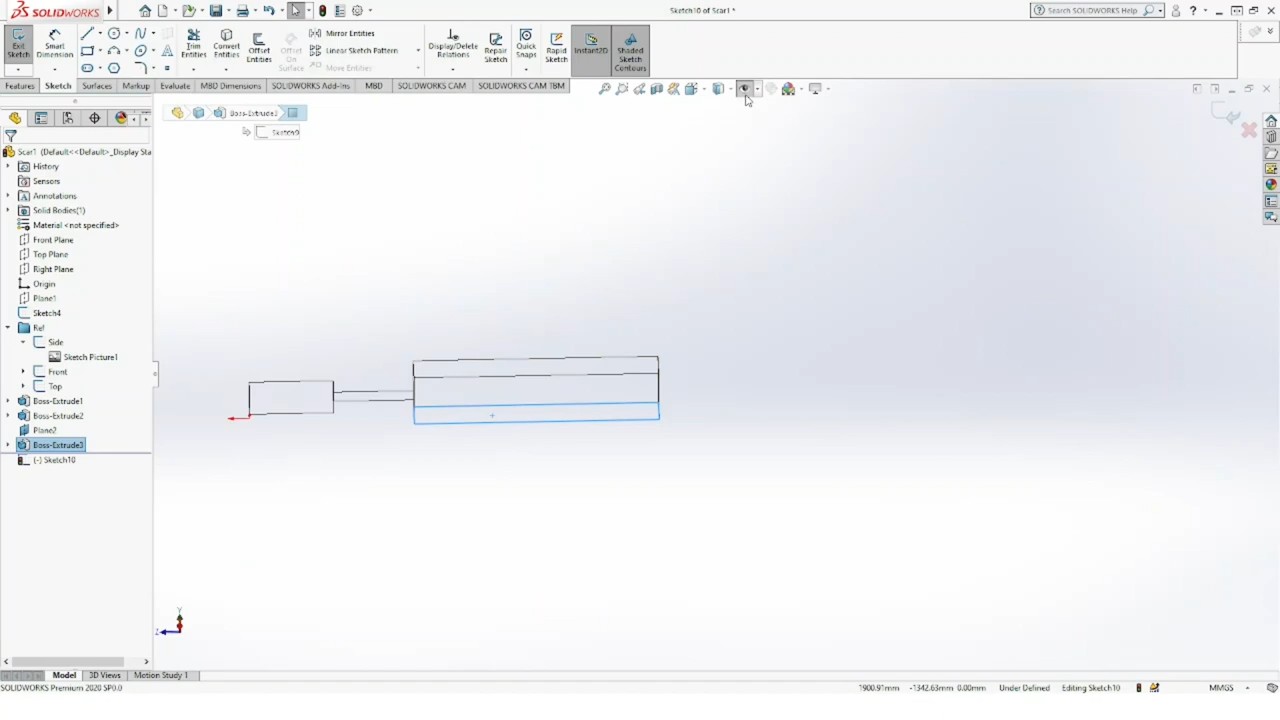 SOLIDWORKS
Sketch10 of Scar1 *
Search SOLIDWORKS Help
Exit Sketch
Smart Dimension
Trim Entities
Convert Entities
Offset Entities
Offset On Surface
Mirror Entities
Linear Sketch Pattern
Move Entities
Display/Delete Relations
Repair Sketch
Quick Snaps
Rapid Sketch
Instant2D
Shaded Sketch Contours
Features
Sketch
Surfaces
Markup
Evaluate
MBD Dimensions
SOLIDWORKS Add-Ins
MBD
SOLIDWORKS CAM
SOLIDWORKS CAM TBM
Boss-Extrude3
Sketch9
Scar1 (Default<<Default>_Display Sta
History
Sensors
Annotations
Solid Bodies(1)
Material <not specified>
Front Plane
Top Plane
Right Plane
Origin
Plane1
Sketch4
Ref
Side
Sketch Picture1
Front
Top
Boss-Extrude1
Boss-Extrude2
Plane2
Boss-Extrude3
(-) Sketch10
Y
Z
Model
3D Views
Motion Study 1
SOLIDWORKS Premium 2020 SP0.0
1900.91mm
-1342.63mm
0.00mm
Under Defined
Editing Sketch10
MMGS